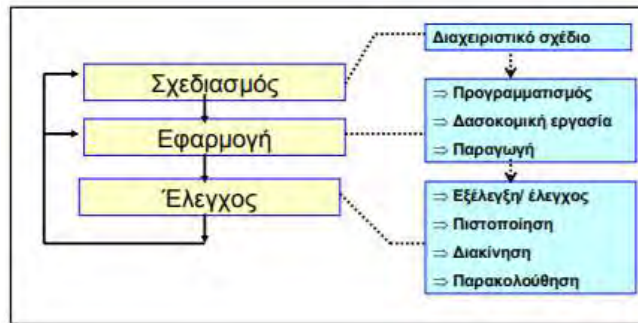 Σχεδιασμός
Εφαρμογή
Έλεγχος
Διαχειριστικό σχέδιο
⇒ Προγραμματισμός
⇒ Δασοκομική εργασία
⇒ Παραγωγή
⇒ Εξέλεγξη/ έλεγχος
⇒ Πιστοποίηση
⇒ Διακίνηση
⇒ Παρακολούθηση